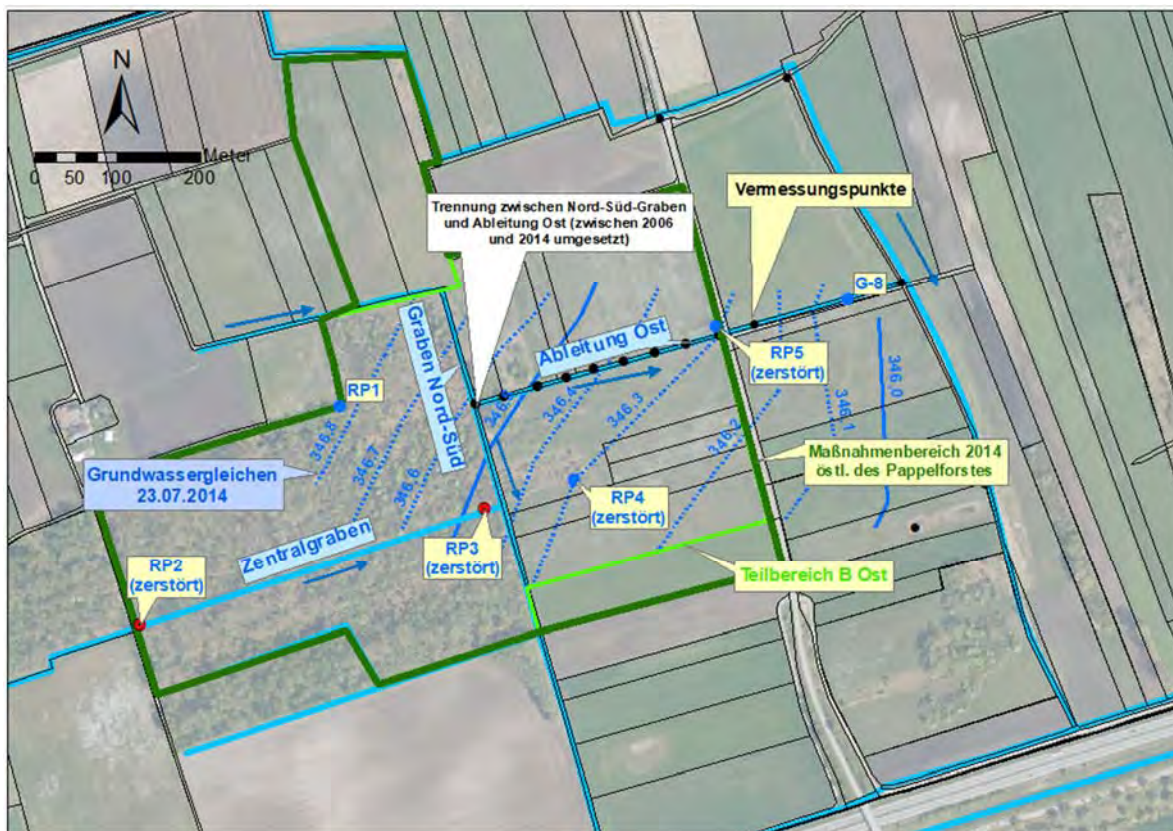 N
Meter
0 50 100 200
Trennung zwischen Nord-Süd-Graben
und Ableitung Ost (zwischen 2006
und 2014 umgesetzt)
Vermessungspunkte
G-8
Graben Nord-Süd
Ableitung Ost
RP1
RP5
(zerstört)
346,8
346,7
346,6
346,4
346,3
346,2
346,1
346,0
Grundwassergleichen
23.07.2014
Maßnahmenbereich 2014
östl. des Pappelforstes
RP4
(zerstört)
RP3
(zerstört)
Zentralgraben
RP2
(zerstört)
Teilbereich B Ost